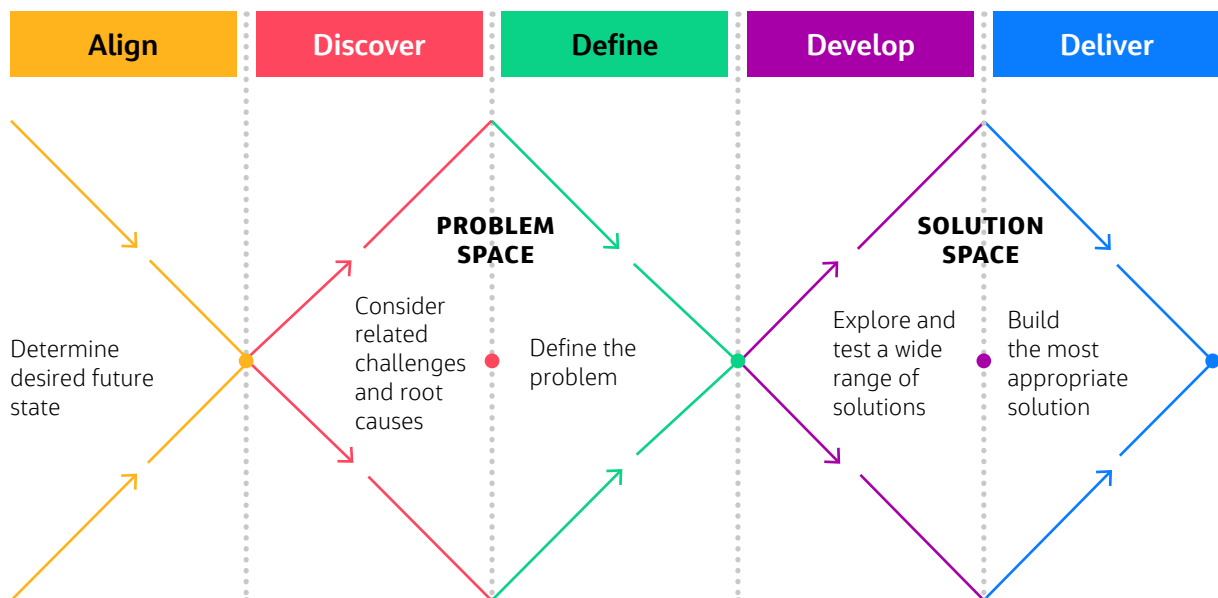 Align
Discover
Define
Develop
Deliver
PROBLEM
SPACE
SOLUTION
SPACE
Determine
desired future
state
Consider
related
challenges
and root
causes
Define the
problem
Explore and
test a wide
range of
solutions
Build
the most
appropriate
solution